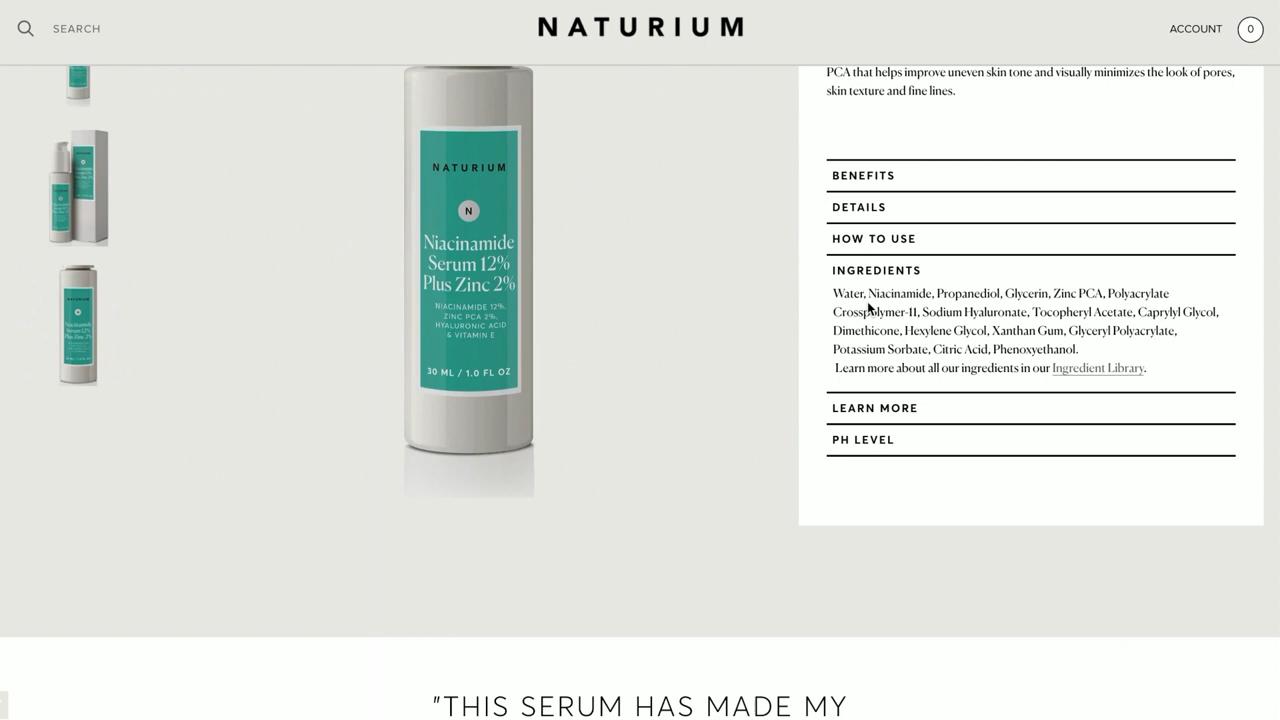 SEARCH
NATURIUM
ACCOUNT
0
PCA that helps improve uneven skin tone and visually minimizes the look of pores,
skin texture and fine lines.
BENEFITS
DETAILS
HOW TO USE
INGREDIENTS
Water, Niacinamide, Propanediol, Glycerin, Zinc PCA, Polyacrylate
Crosspolymer-11, Sodium Hyaluronate, Tocopheryl Acetate, Caprylyl Glycol,
Dimethicone, Hexylene Glycol, Xanthan Gum, Glyceryl Polyacrylate,
Potassium Sorbate, Citric Acid, Phenoxyethanol.
Learn more about all our ingredients in our Ingredient Library.
LEARN MORE
PH LEVEL
NATURIUM
N
Niacinamide
Serum 12%
Plus Zinc 2%
NIACINAMIDE 12%,
ZINC PCA 2%,
HYALURONIC ACID
& VITAMIN E
30 ML / 1.0 FL OZ
"THIS SERUM HAS MADE MY